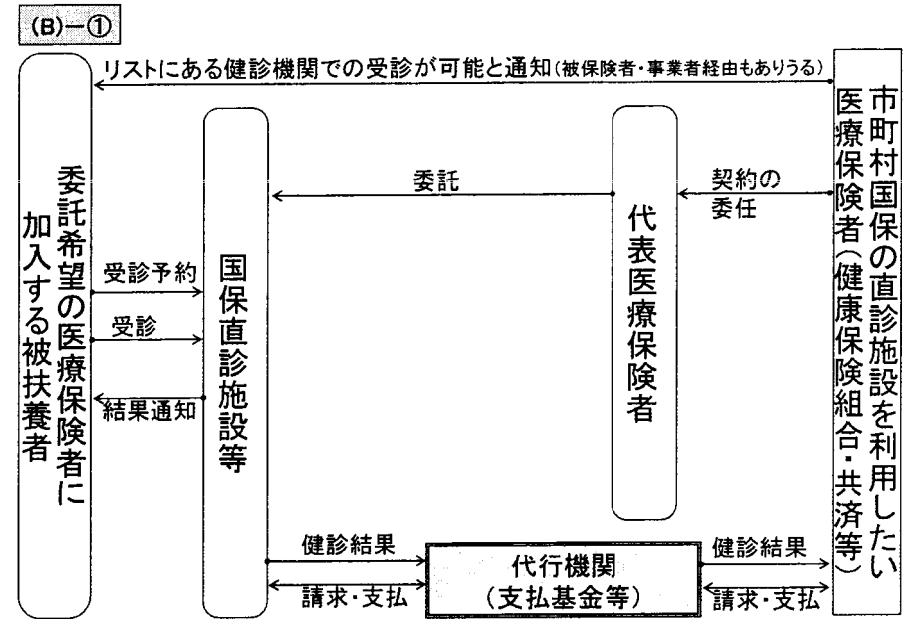 (B)－①
リストにある健診機関での受診が可能と通知(被保険者・事業者経由もありうる)
委託希望の医療保険者に
加入する被扶養者
国保直診施設等
代表医療保険者
市町村国保の直診施設を利用したい
医療保険者(健康保険組合・共済等)
委託
契約の
委任
受診予約
受診
結果通知
健診結果
請求・支払
代行機関
(支払基金等)
健診結果
請求・支払